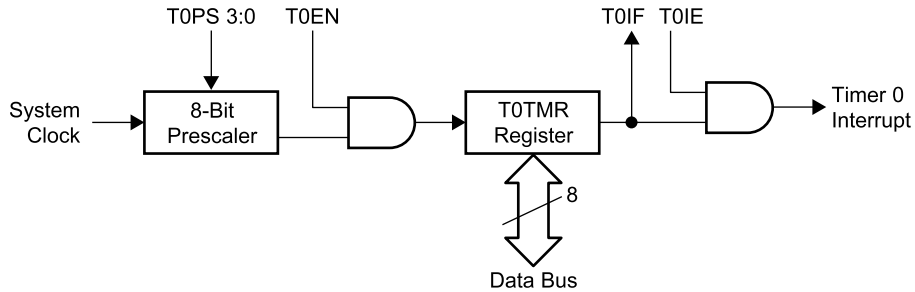 T0PS 3:0
T0EN
T0IF
T0IE
System
Clock
8-Bit
Prescaler
T0TMR
Register
Timer 0
Interrupt
8
Data Bus